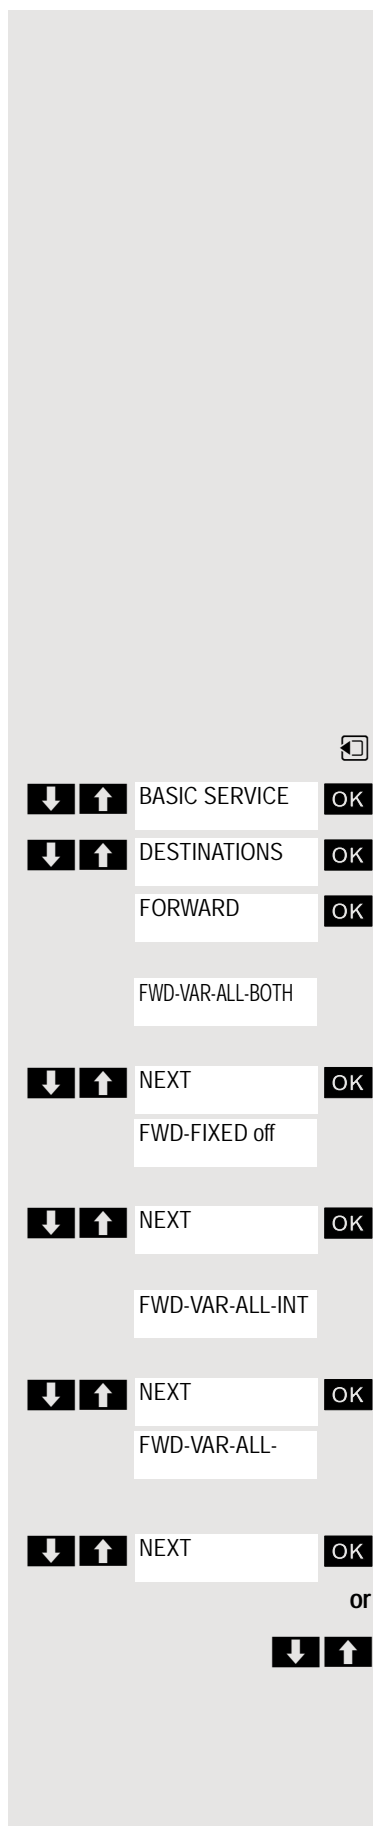 BASIC SERVICE OK
DESTINATIONS OK
FORWARD OK
FWD-VAR-ALL-BOTH
NEXT OK
FWD-FIXED off
NEXT OK
FWD-VAR-ALL-INT
NEXT OK
FWD-VAR-ALL-
NEXT OK
or